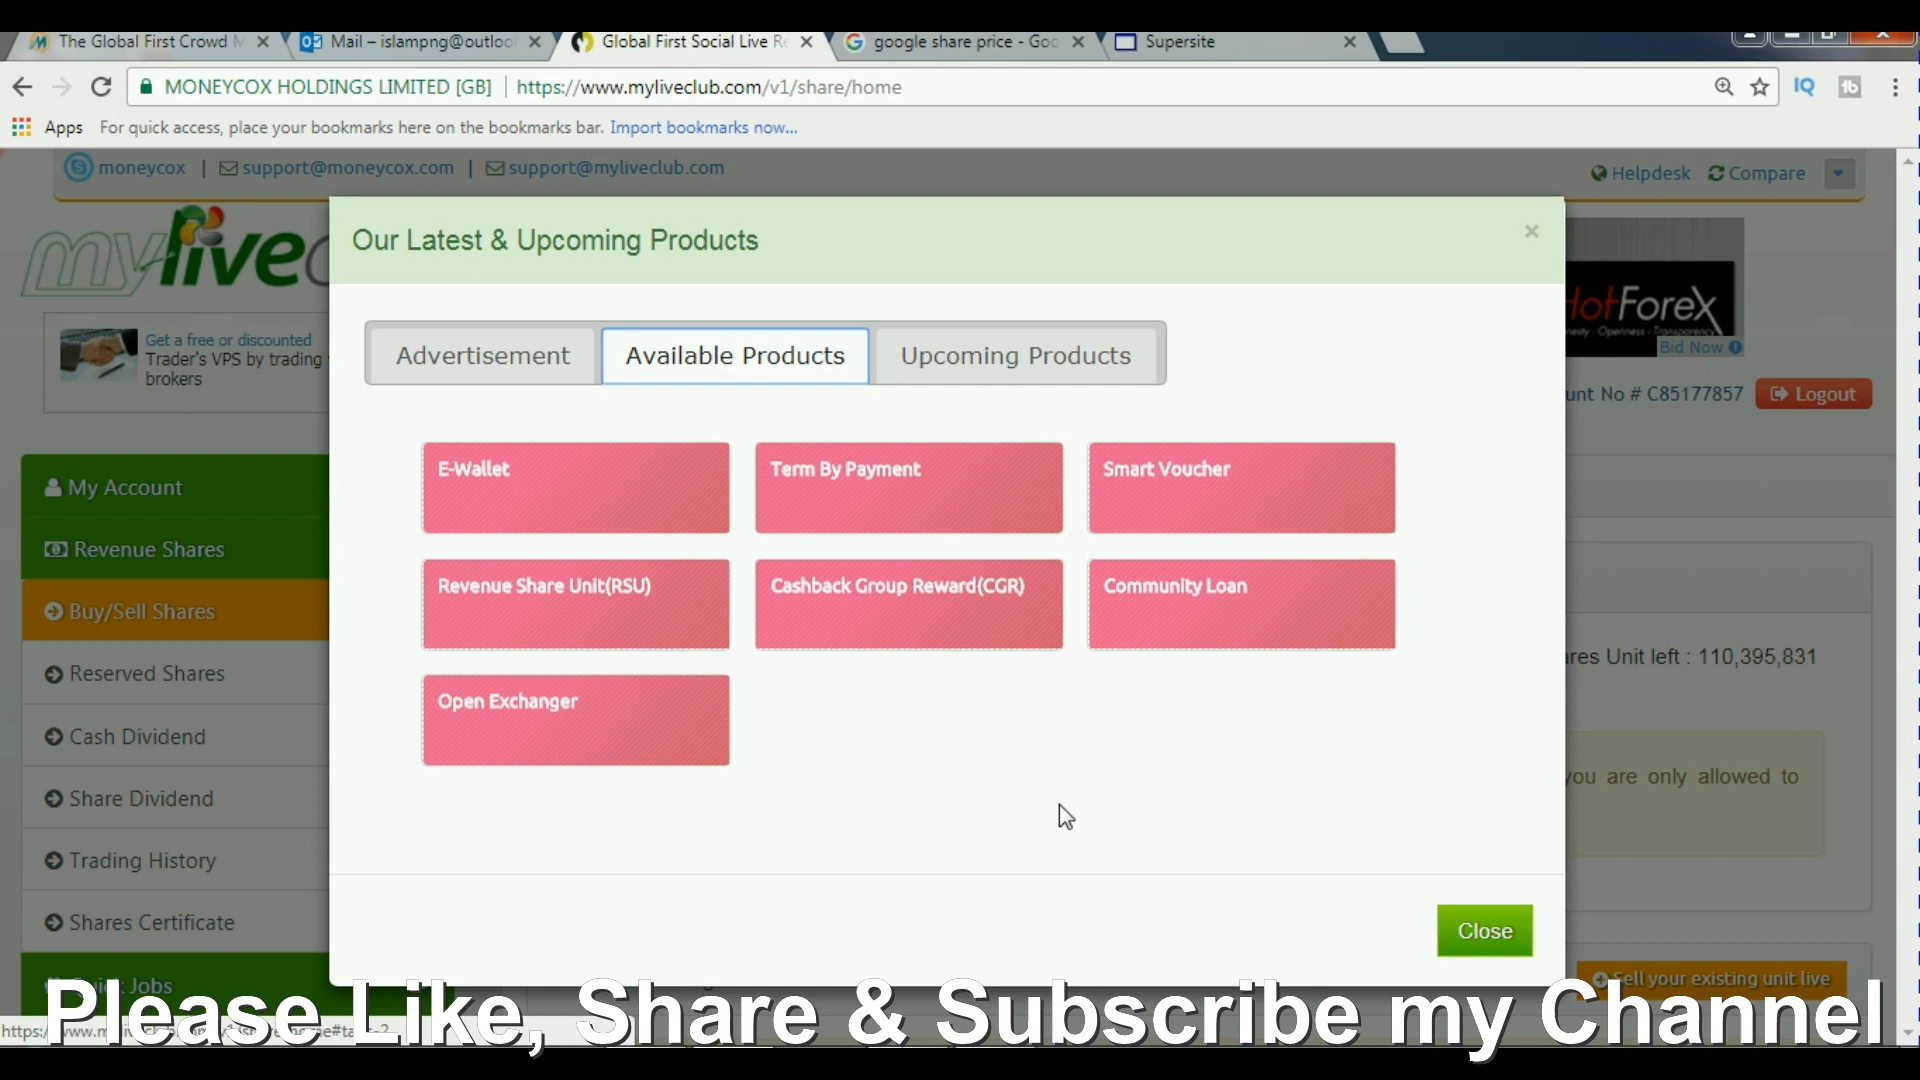 The Global First Crowd M
Mail – islampng@outloo
Global First Social Live Re
google share price - Goo
Supersite
MONEYCOX HOLDINGS LIMITED [GB] https://www.myliveclub.com/v1/share/home
IQ
Apps For quick access, place your bookmarks here on the bookmarks bar. Import bookmarks now...
moneycox | support@moneycox.com | support@myliveclub.com
Helpdesk Compare
Our Latest & Upcoming Products ×
mylivec
HotForeX
Bid Now
Get a free or discounted
Trader's VPS by trading
brokers
Advertisement Available Products Upcoming Products
unt No # C85177857 Logout
E-Wallet Term By Payment Smart Voucher
Revenue Share Unit(RSU) Cashback Group Reward(CGR) Community Loan
Open Exchanger
My Account
Revenue Shares
Buy/Sell Shares
Reserved Shares
Cash Dividend
Share Dividend
Trading History
Shares Certificate
Jobs
res Unit left : 110,395,831
you are only allowed to
Close
Sell your existing unit live
Please Like, Share & Subscribe my Channel